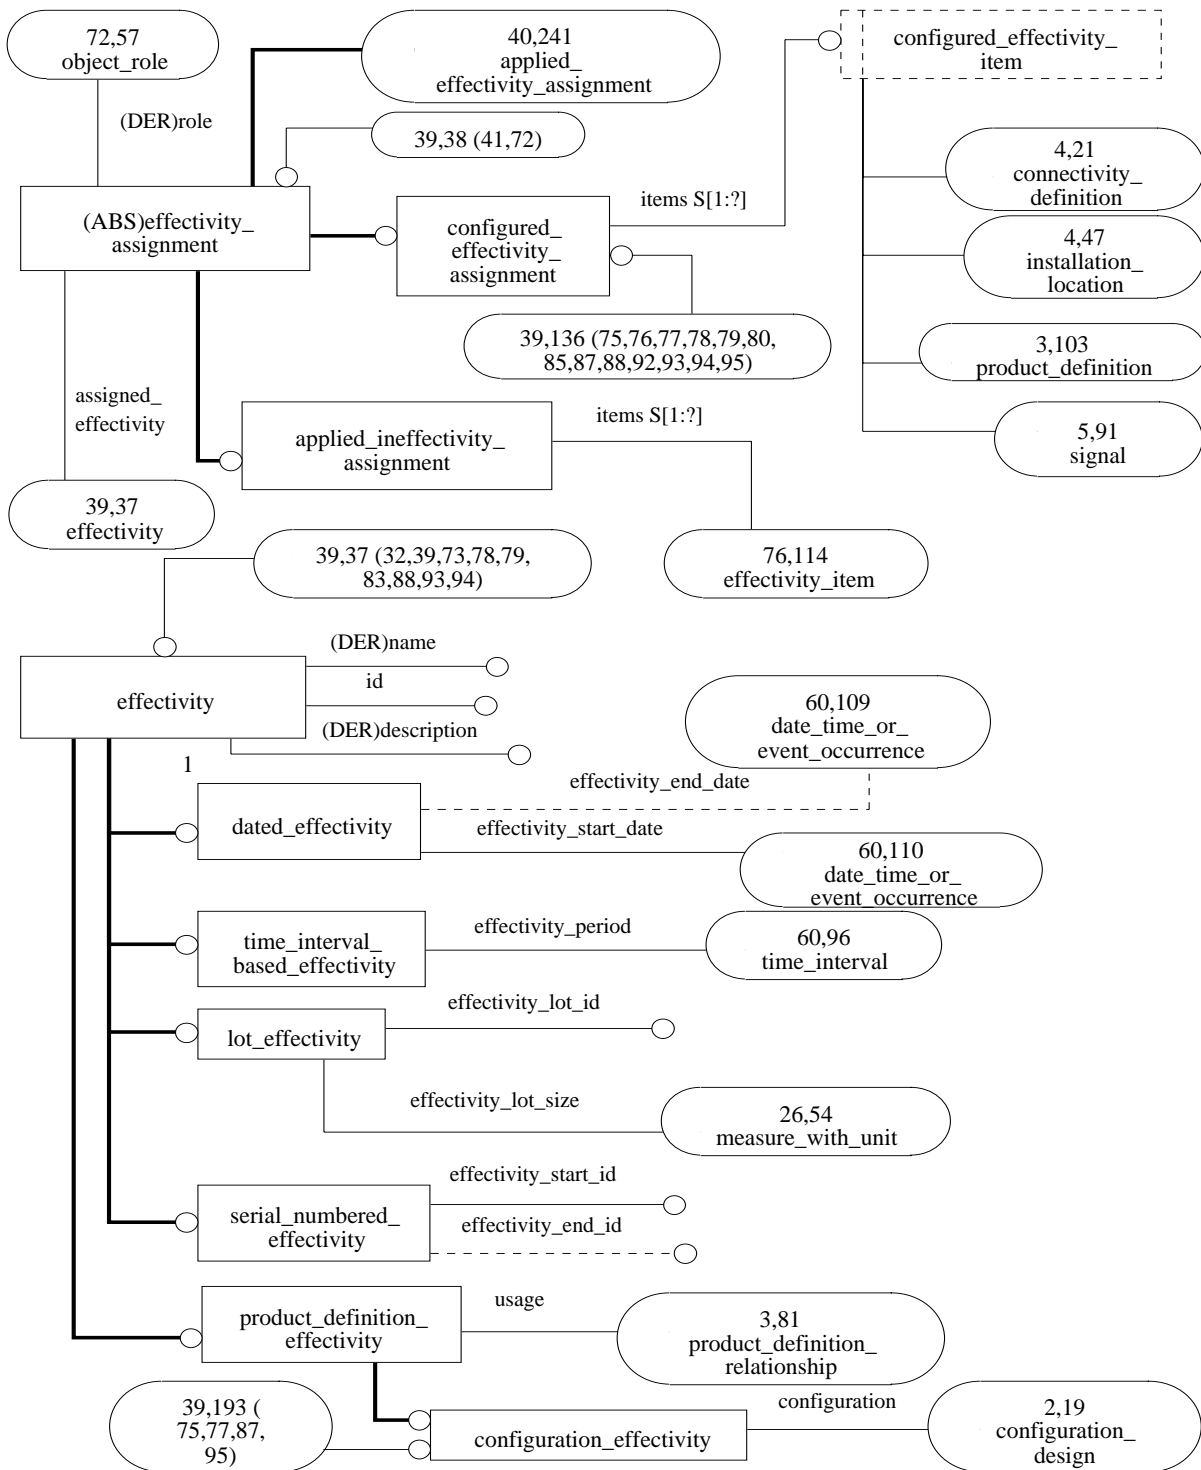 72,57
object_role
40,241
applied_
effectivity_assignment
configured_effectivity_
item
(DER)role
39,38 (41,72)
4,21
connectivity_
definition
(ABS)effectivity_
assignment
items S[1:?]
configured_
effectivity_
assignment
4,47
installation_
location
39,136 (75,76,77,78,79,80,
85,87,88,92,93,94,95)
3,103
product_definition
assigned_
effectivity
items S[1:?]
applied_ineffectivity_
assignment
5,91
signal
39,37
effectivity
39,37 (32,39,73,78,79,
83,88,93,94)
76,114
effectivity_item
(DER)name
effectivity
id
(DER)description
60,109
date_time_or_
event_occurrence
1
effectivity_end_date
dated_effectivity
effectivity_start_date
60,110
date_time_or_
event_occurrence
time_interval_
based_effectivity
effectivity_period
60,96
time_interval
effectivity_lot_id
lot_effectivity
effectivity_lot_size
26,54
measure_with_unit
effectivity_start_id
serial_numbered_
effectivity
effectivity_end_id
product_definition_
effectivity
usage
3,81
product_definition_
relationship
39,193 (
75,77,87,
95)
configuration_effectivity
configuration
2,19
configuration_
design